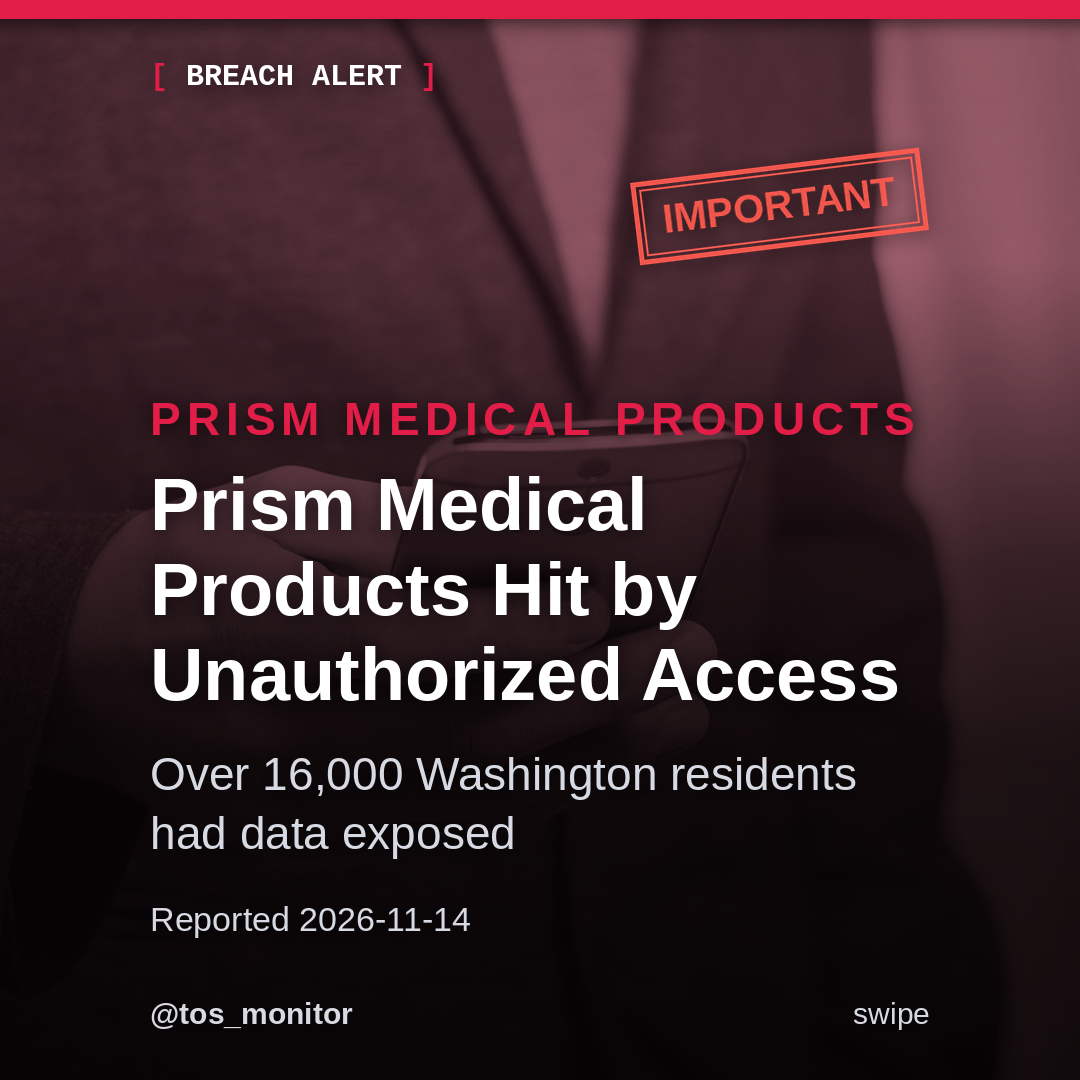 [ BREACH ALERT ]
IMPORTANT
PRISM MEDICAL PRODUCTS
Prism Medical
Products Hit by
Unauthorized Access
Over 16,000 Washington residents
had data exposed
Reported 2026-11-14
@tos_monitor
swipe